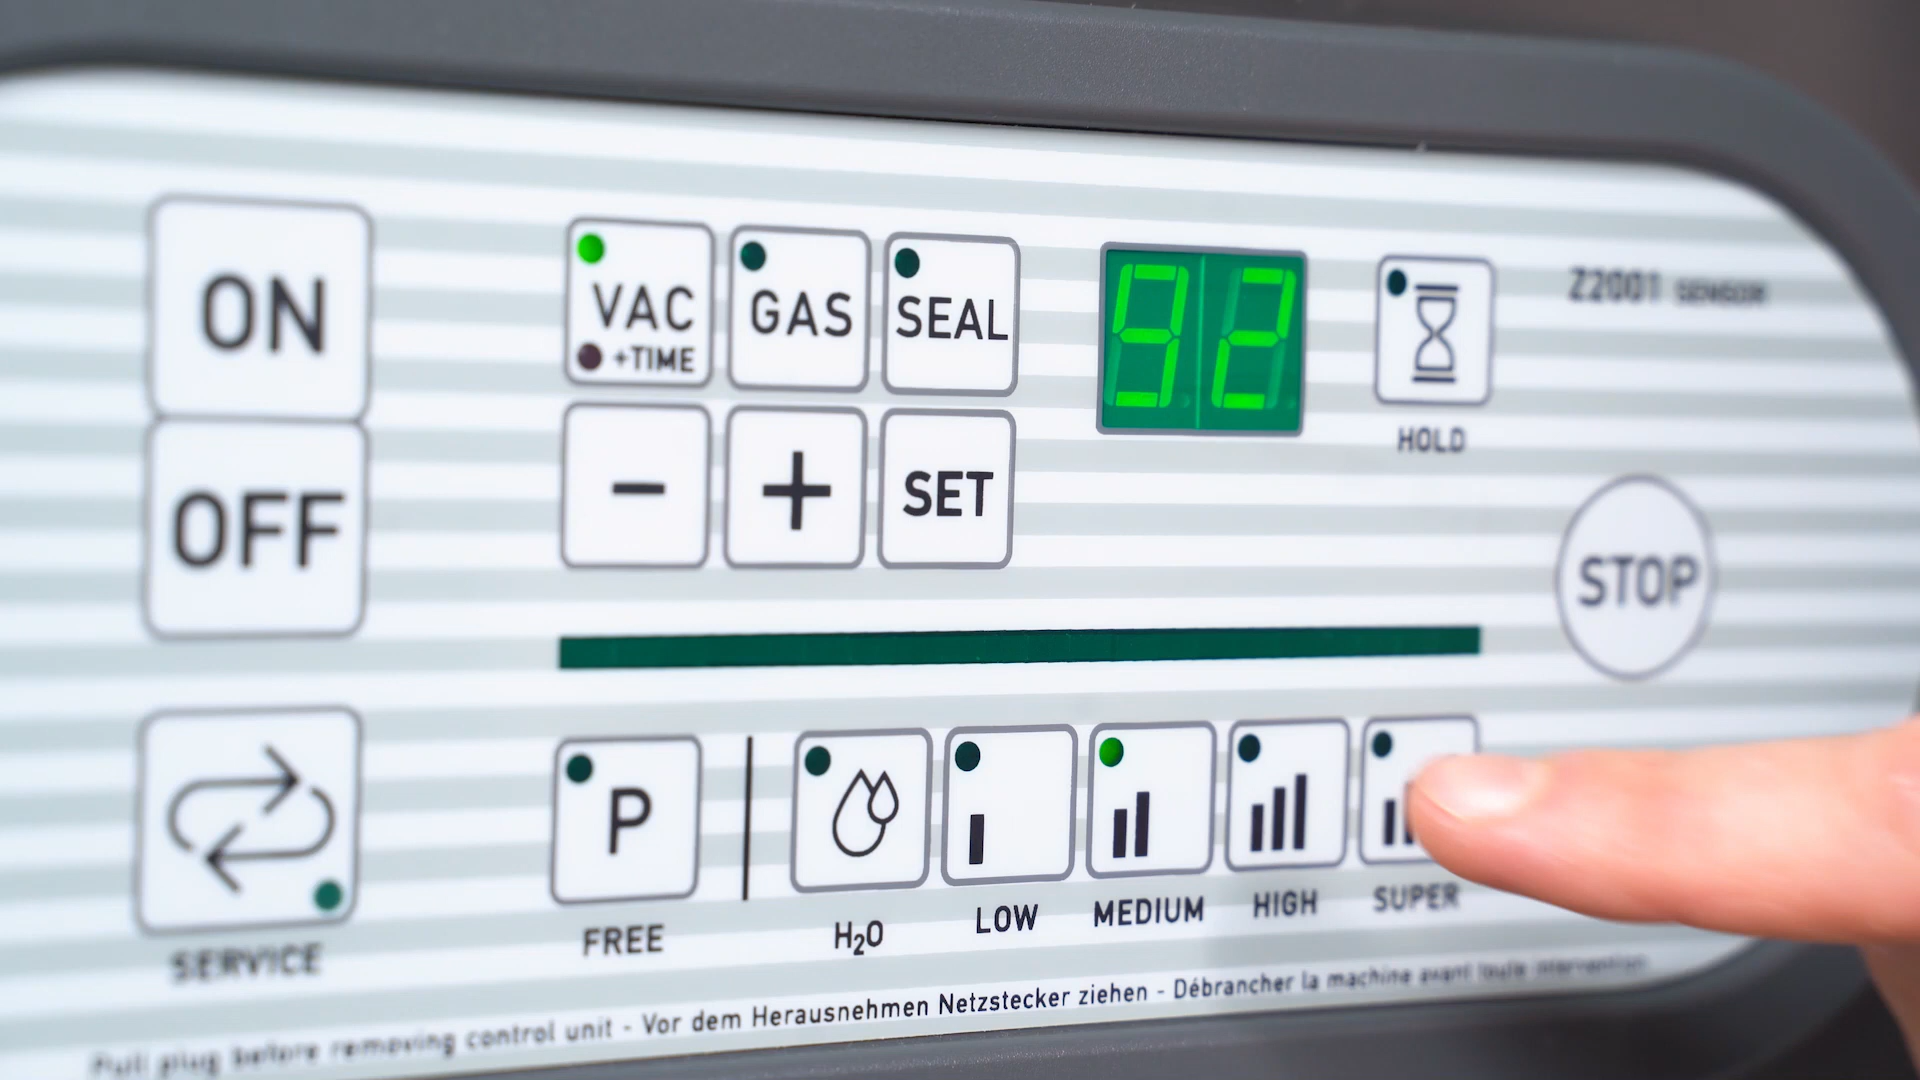 ON
OFF
VAC
+TIME
GAS
SEAL
-
+
SET
92
HOLD
Z2001 SENSOR
STOP
SERVICE
P
FREE
H₂O
LOW
MEDIUM
HIGH
SUPER
Pull plug before removing control unit - Vor dem Herausnehmen Netzstecker ziehen - Débrancher la machine avant toute intervention